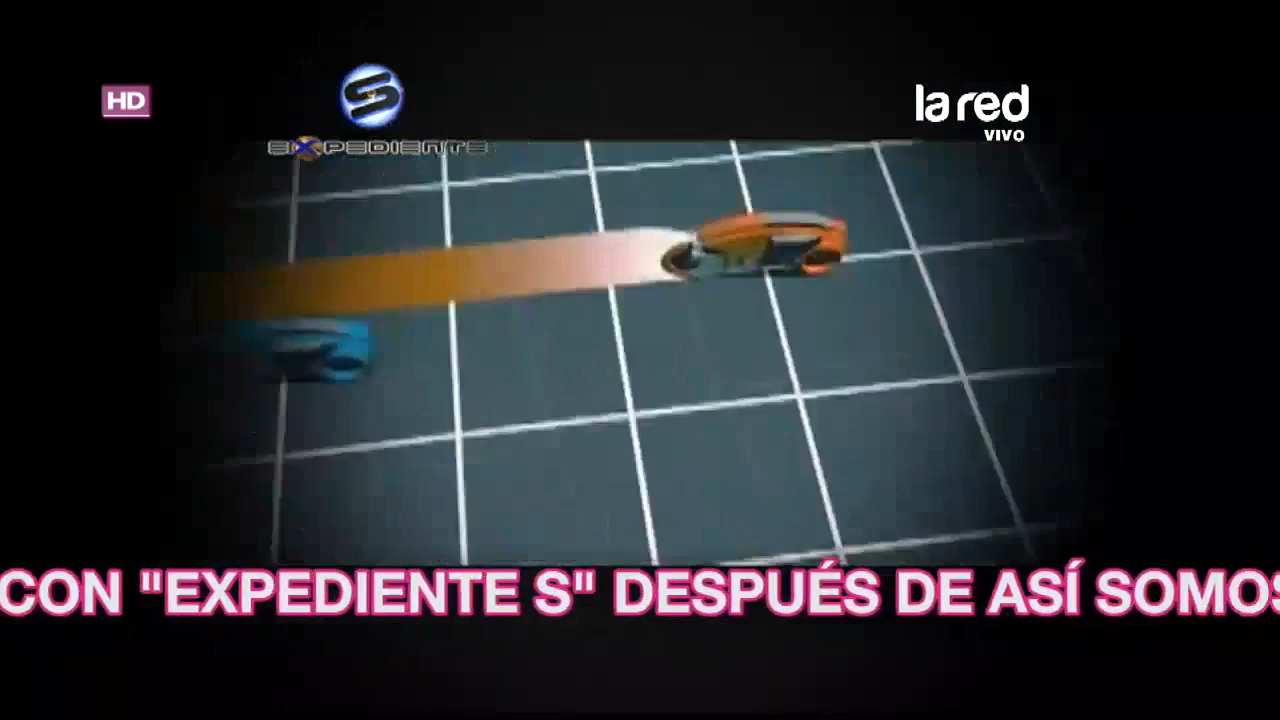 HD
S
EXPEDIENTE
la red
VIVO
CON "EXPEDIENTE S" DESPUÉS DE ASÍ SOMOS